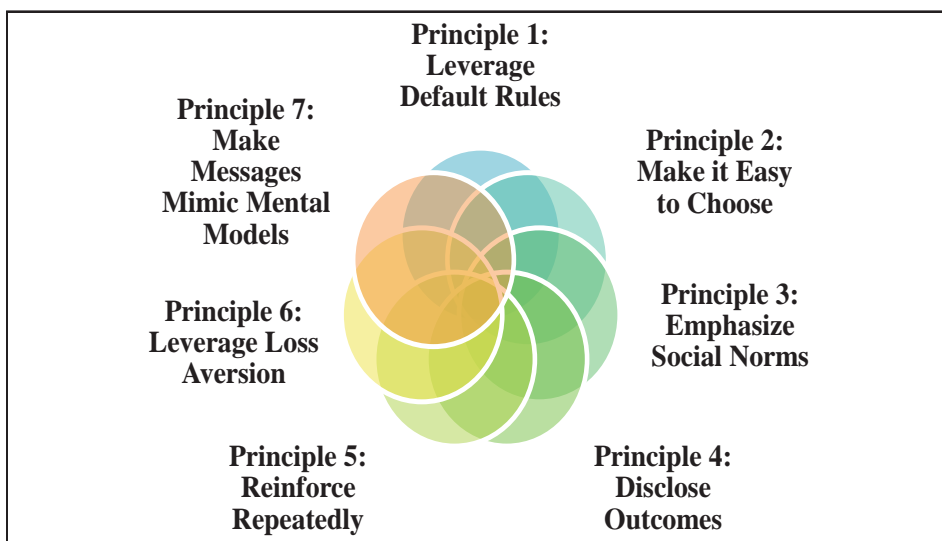 Principle 1:
Leverage
Default Rules
Principle 2:
Make it Easy
to Choose
Principle 3:
Emphasize
Social Norms
Principle 4:
Disclose
Outcomes
Principle 5:
Reinforce
Repeatedly
Principle 6:
Leverage Loss
Aversion
Principle 7:
Make
Messages
Mimic Mental
Models